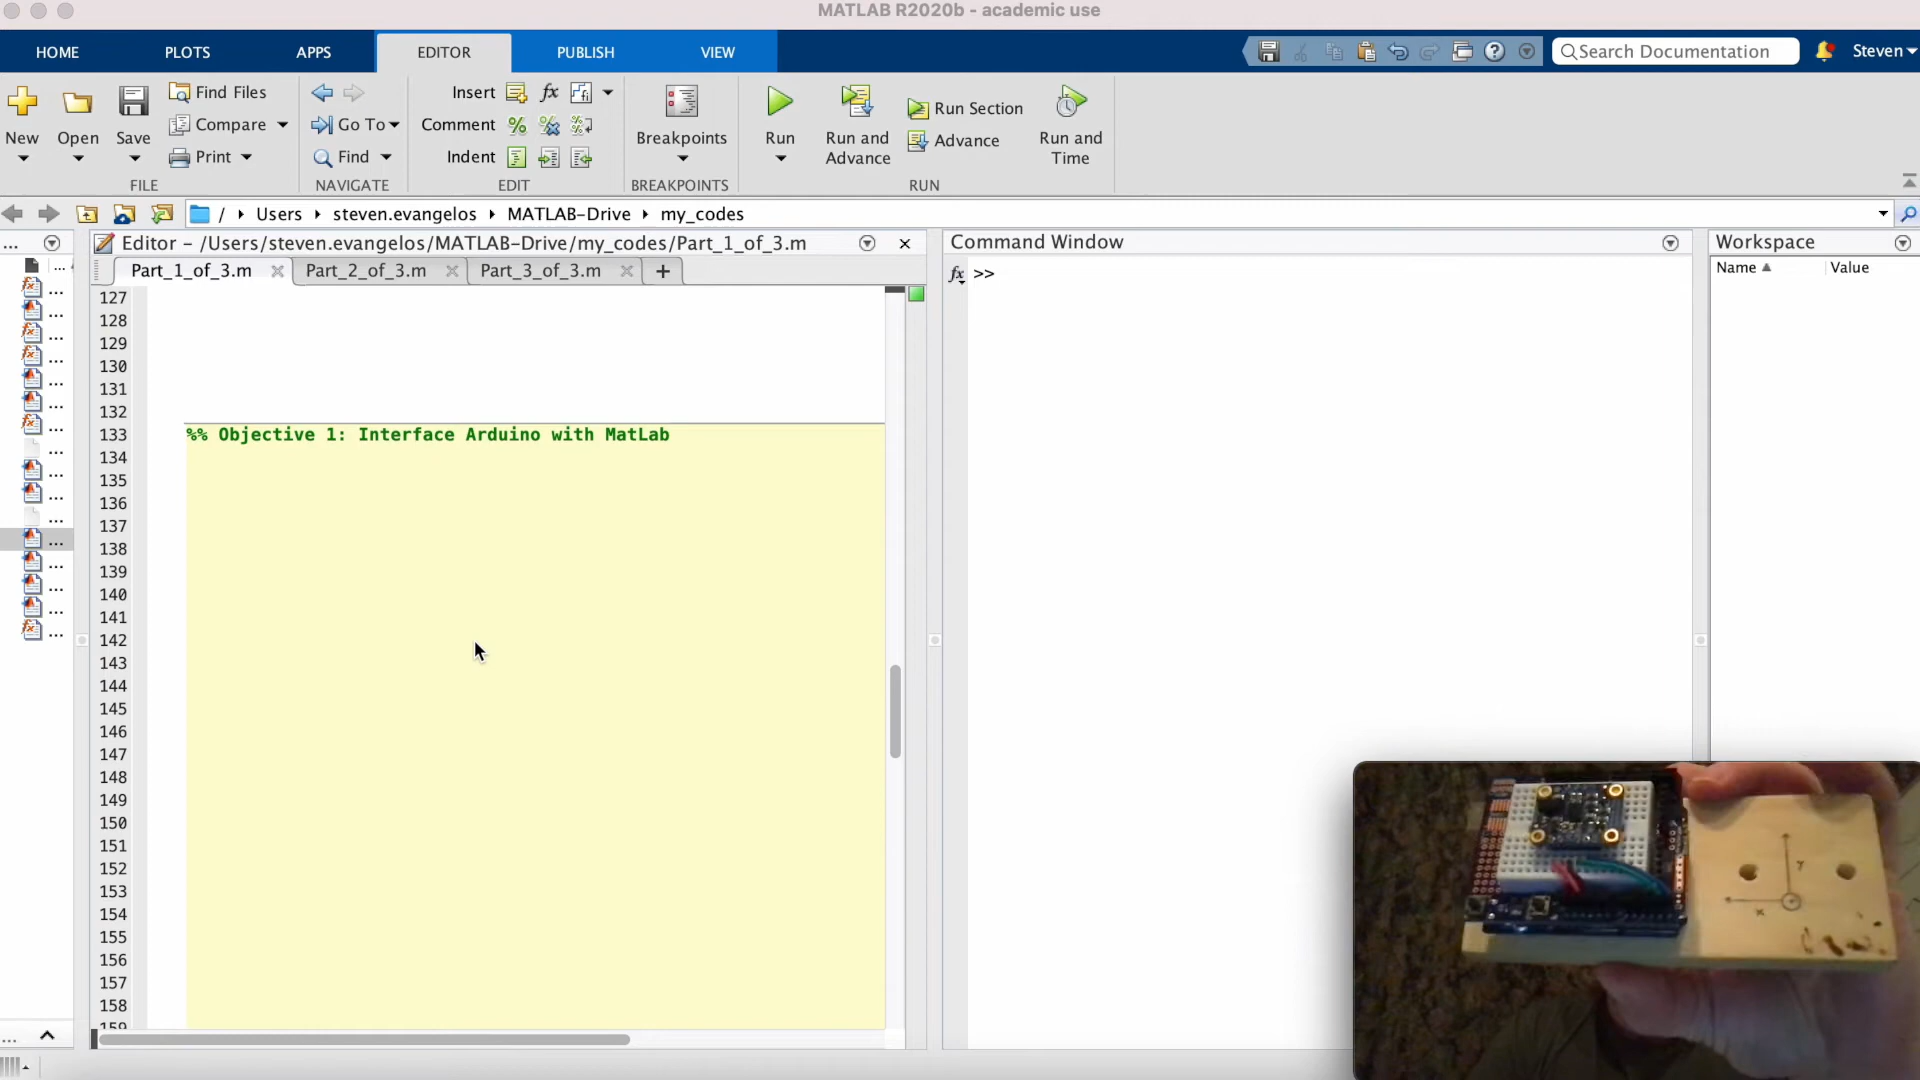 MATLAB R2020b - academic use
HOME PLOTS APPS EDITOR PUBLISH VIEW
Search Documentation
Steven
New
Open
Save
Find Files
Compare
Print
FILE
Go To
Find
NAVIGATE
Insert
fx
Comment
Indent
EDIT
Breakpoints
BREAKPOINTS
Run
Run and
Advance
Run Section
Advance
Run and
Time
RUN
/ Users steven.evangelos MATLAB-Drive my_codes
...
Editor - /Users/steven.evangelos/MATLAB-Drive/my_codes/Part_1_of_3.m
Part_1_of_3.m
Part_2_of_3.m
Part_3_of_3.m
+
Command Window
fx >>
Workspace
Name Value
127
128
129
130
131
132
133 %% Objective 1: Interface Arduino with MatLab
134
135
136
137
138
139
140
141
142
143
144
145
146
147
148
149
150
151
152
153
154
155
156
157
158
159
Y
X